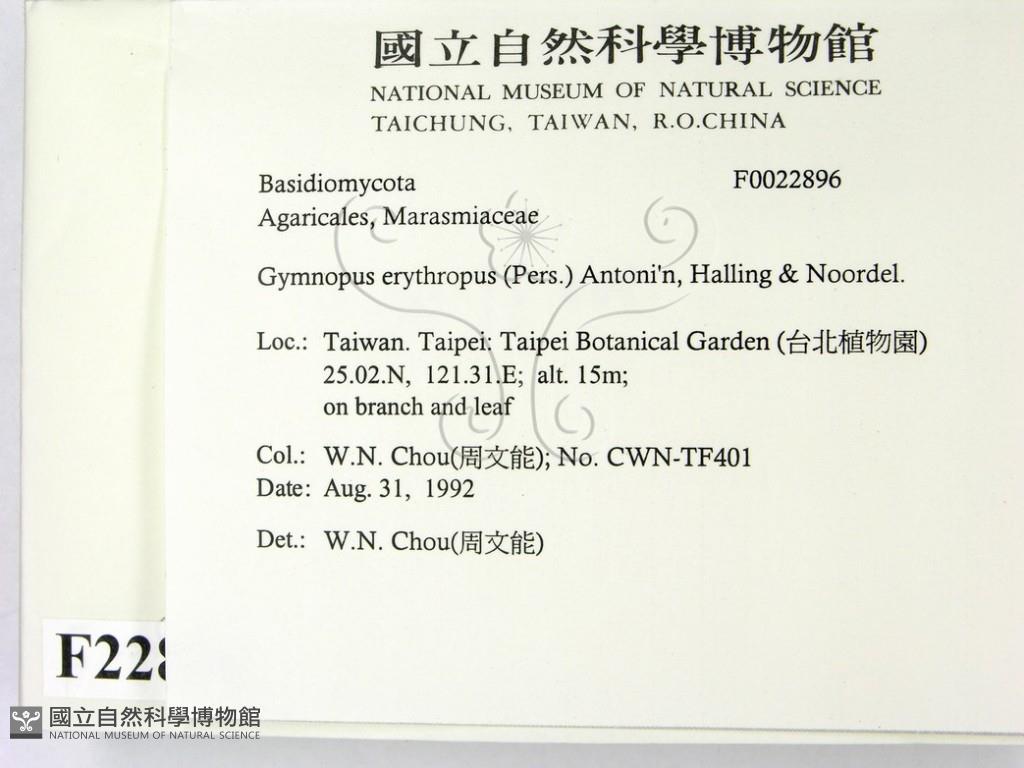 國立自然科學博物館
NATIONAL MUSEUM OF NATURAL SCIENCE
TAICHUNG, TAIWAN, R.O.CHINA
Basidiomycota F0022896
Agaricales, Marasmiaceae
Gymnopus erythropus (Pers.) Antoni'n, Halling & Noordel.
Loc.: Taiwan. Taipei: Taipei Botanical Garden (台北植物園)
25.02.N, 121.31.E; alt. 15m;
on branch and leaf
Col.: W.N. Chou(周文能); No. CWN-TF401
Date: Aug. 31, 1992
Det.: W.N. Chou(周文能)
F228
國立自然科學博物館
NATIONAL MUSEUM OF NATURAL SCIENCE